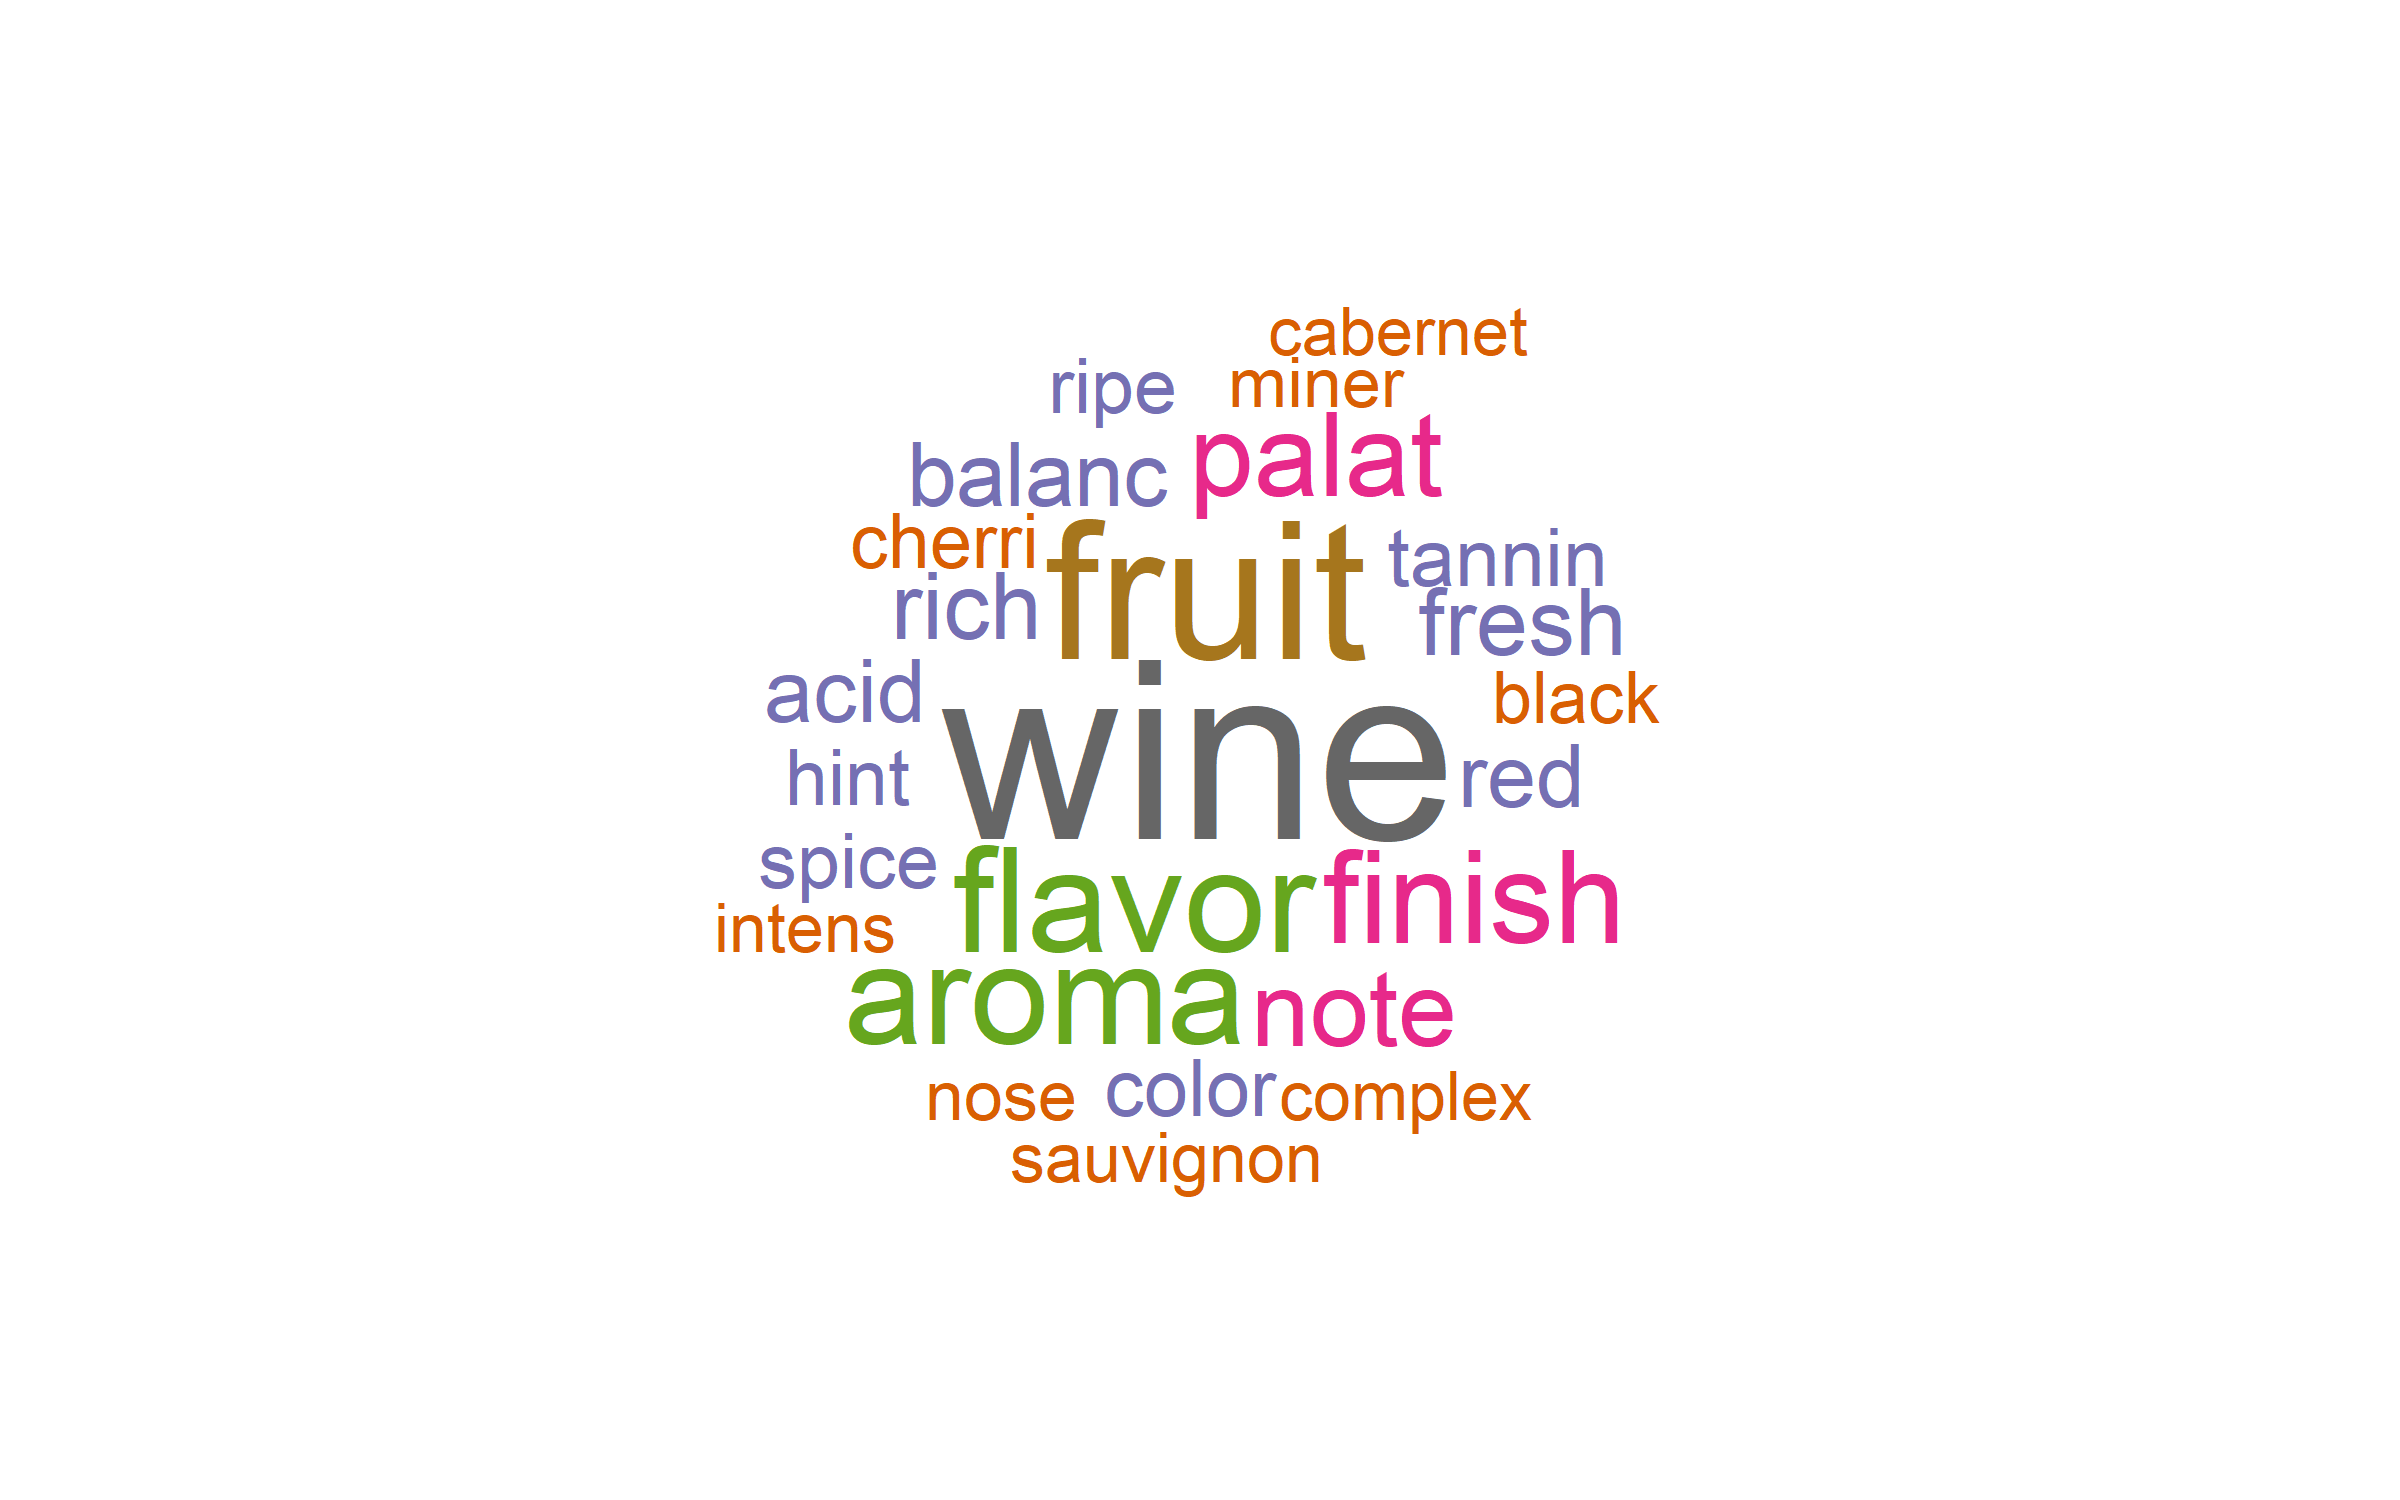 cabernet
ripe miner
balanc palat
cherri fruit tannin
rich fresh
acid wine black
hint red
spice flavor finish
intens
aroma note
nose color complex
sauvignon